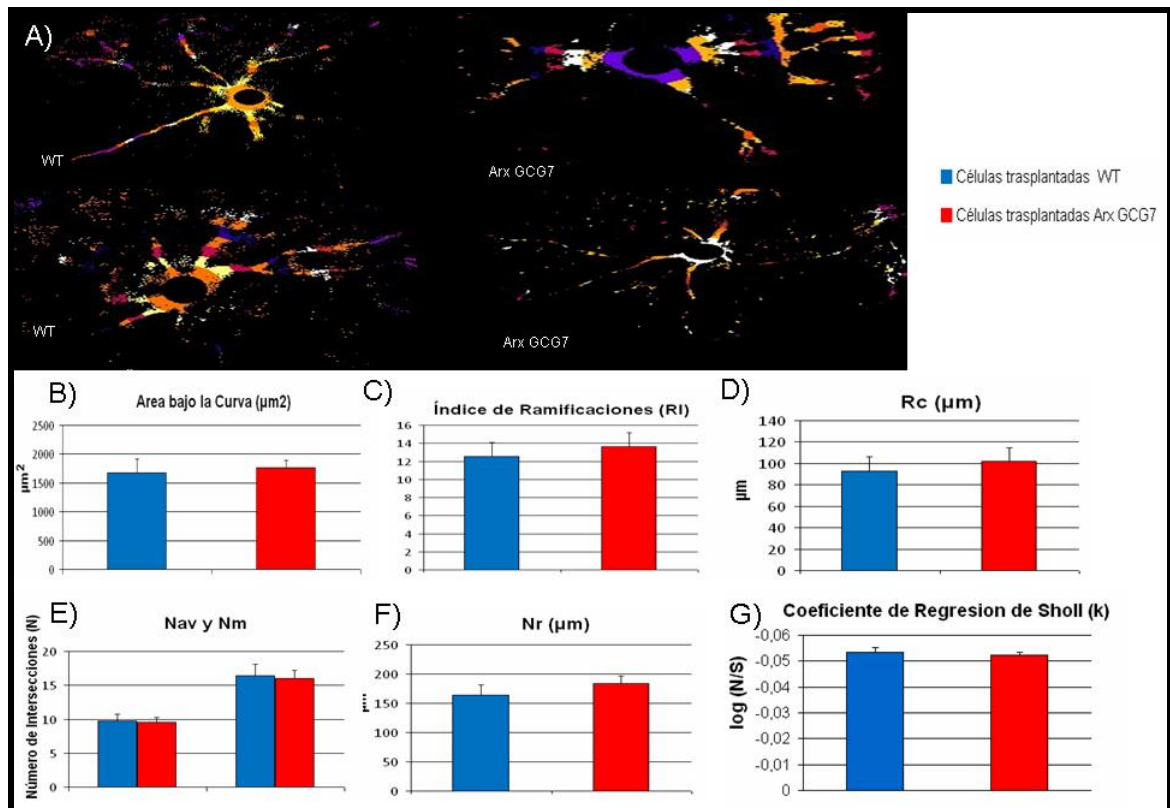 A)
WT
Arx GCG7
WT
Arx GCG7
Células trasplantadas WT
Células trasplantadas Arx GCG7
B)
Area bajo la Curva (µm2)
µm²
2500
2000
1500
1000
500
0
C)
Índice de Ramificaciones (RI)
16
14
12
10
8
6
4
2
0
D)
Rc (µm)
µm
140
120
100
80
60
40
20
0
E)
Nav y Nm
Número de Intersecciones (N)
20
15
10
5
0
F)
Nr (µm)
250
200
150
100
50
0
G)
Coeficiente de Regresion de Sholl (k)
log (N/S)
-0,06
-0,05
-0,04
-0,03
-0,02
-0,01
0